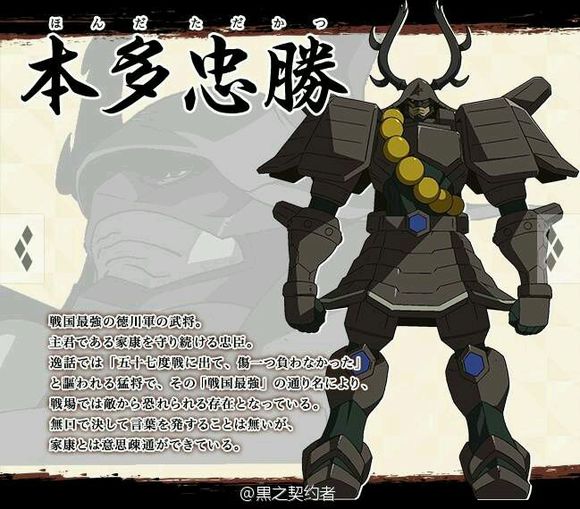 ほんだただかつ
本多忠勝
戦国最強の徳川軍の武将。
主君である家康を守り続ける忠臣。
逸話では「五十七度戦に出て、傷一つ負わなかった」
と謳われる猛将で、その「戦国最強」の通り名により、
戦場では敵から恐れられる存在となっている。
無口で決して言葉を発することは無いが、
家康とは意思疎通ができている。
@黒之契约者